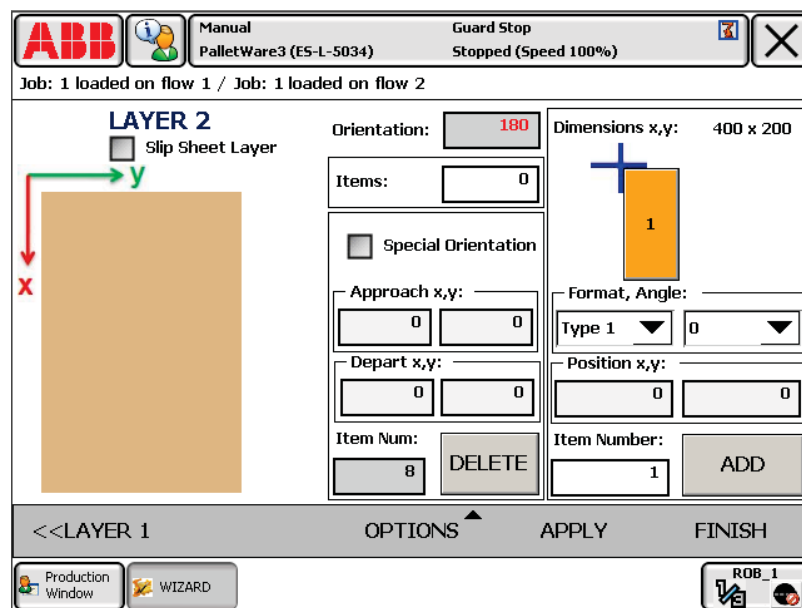 ABB
Manual
Guard Stop
PalletWare3 (ES-L-5034)
Stopped (Speed 100%)
Job: 1 loaded on flow 1 / Job: 1 loaded on flow 2
LAYER 2
Slip Sheet Layer
y
x
Orientation: 180
Items: 0
Special Orientation
Approach x,y:
0 0
Depart x,y:
0 0
Item Num:
8
DELETE
Dimensions x,y: 400 x 200
1
Format, Angle:
Type 1 0
Position x,y:
0 0
Item Number:
1
ADD
<<LAYER 1 OPTIONS APPLY FINISH
Production
Window
WIZARD
ROB_1